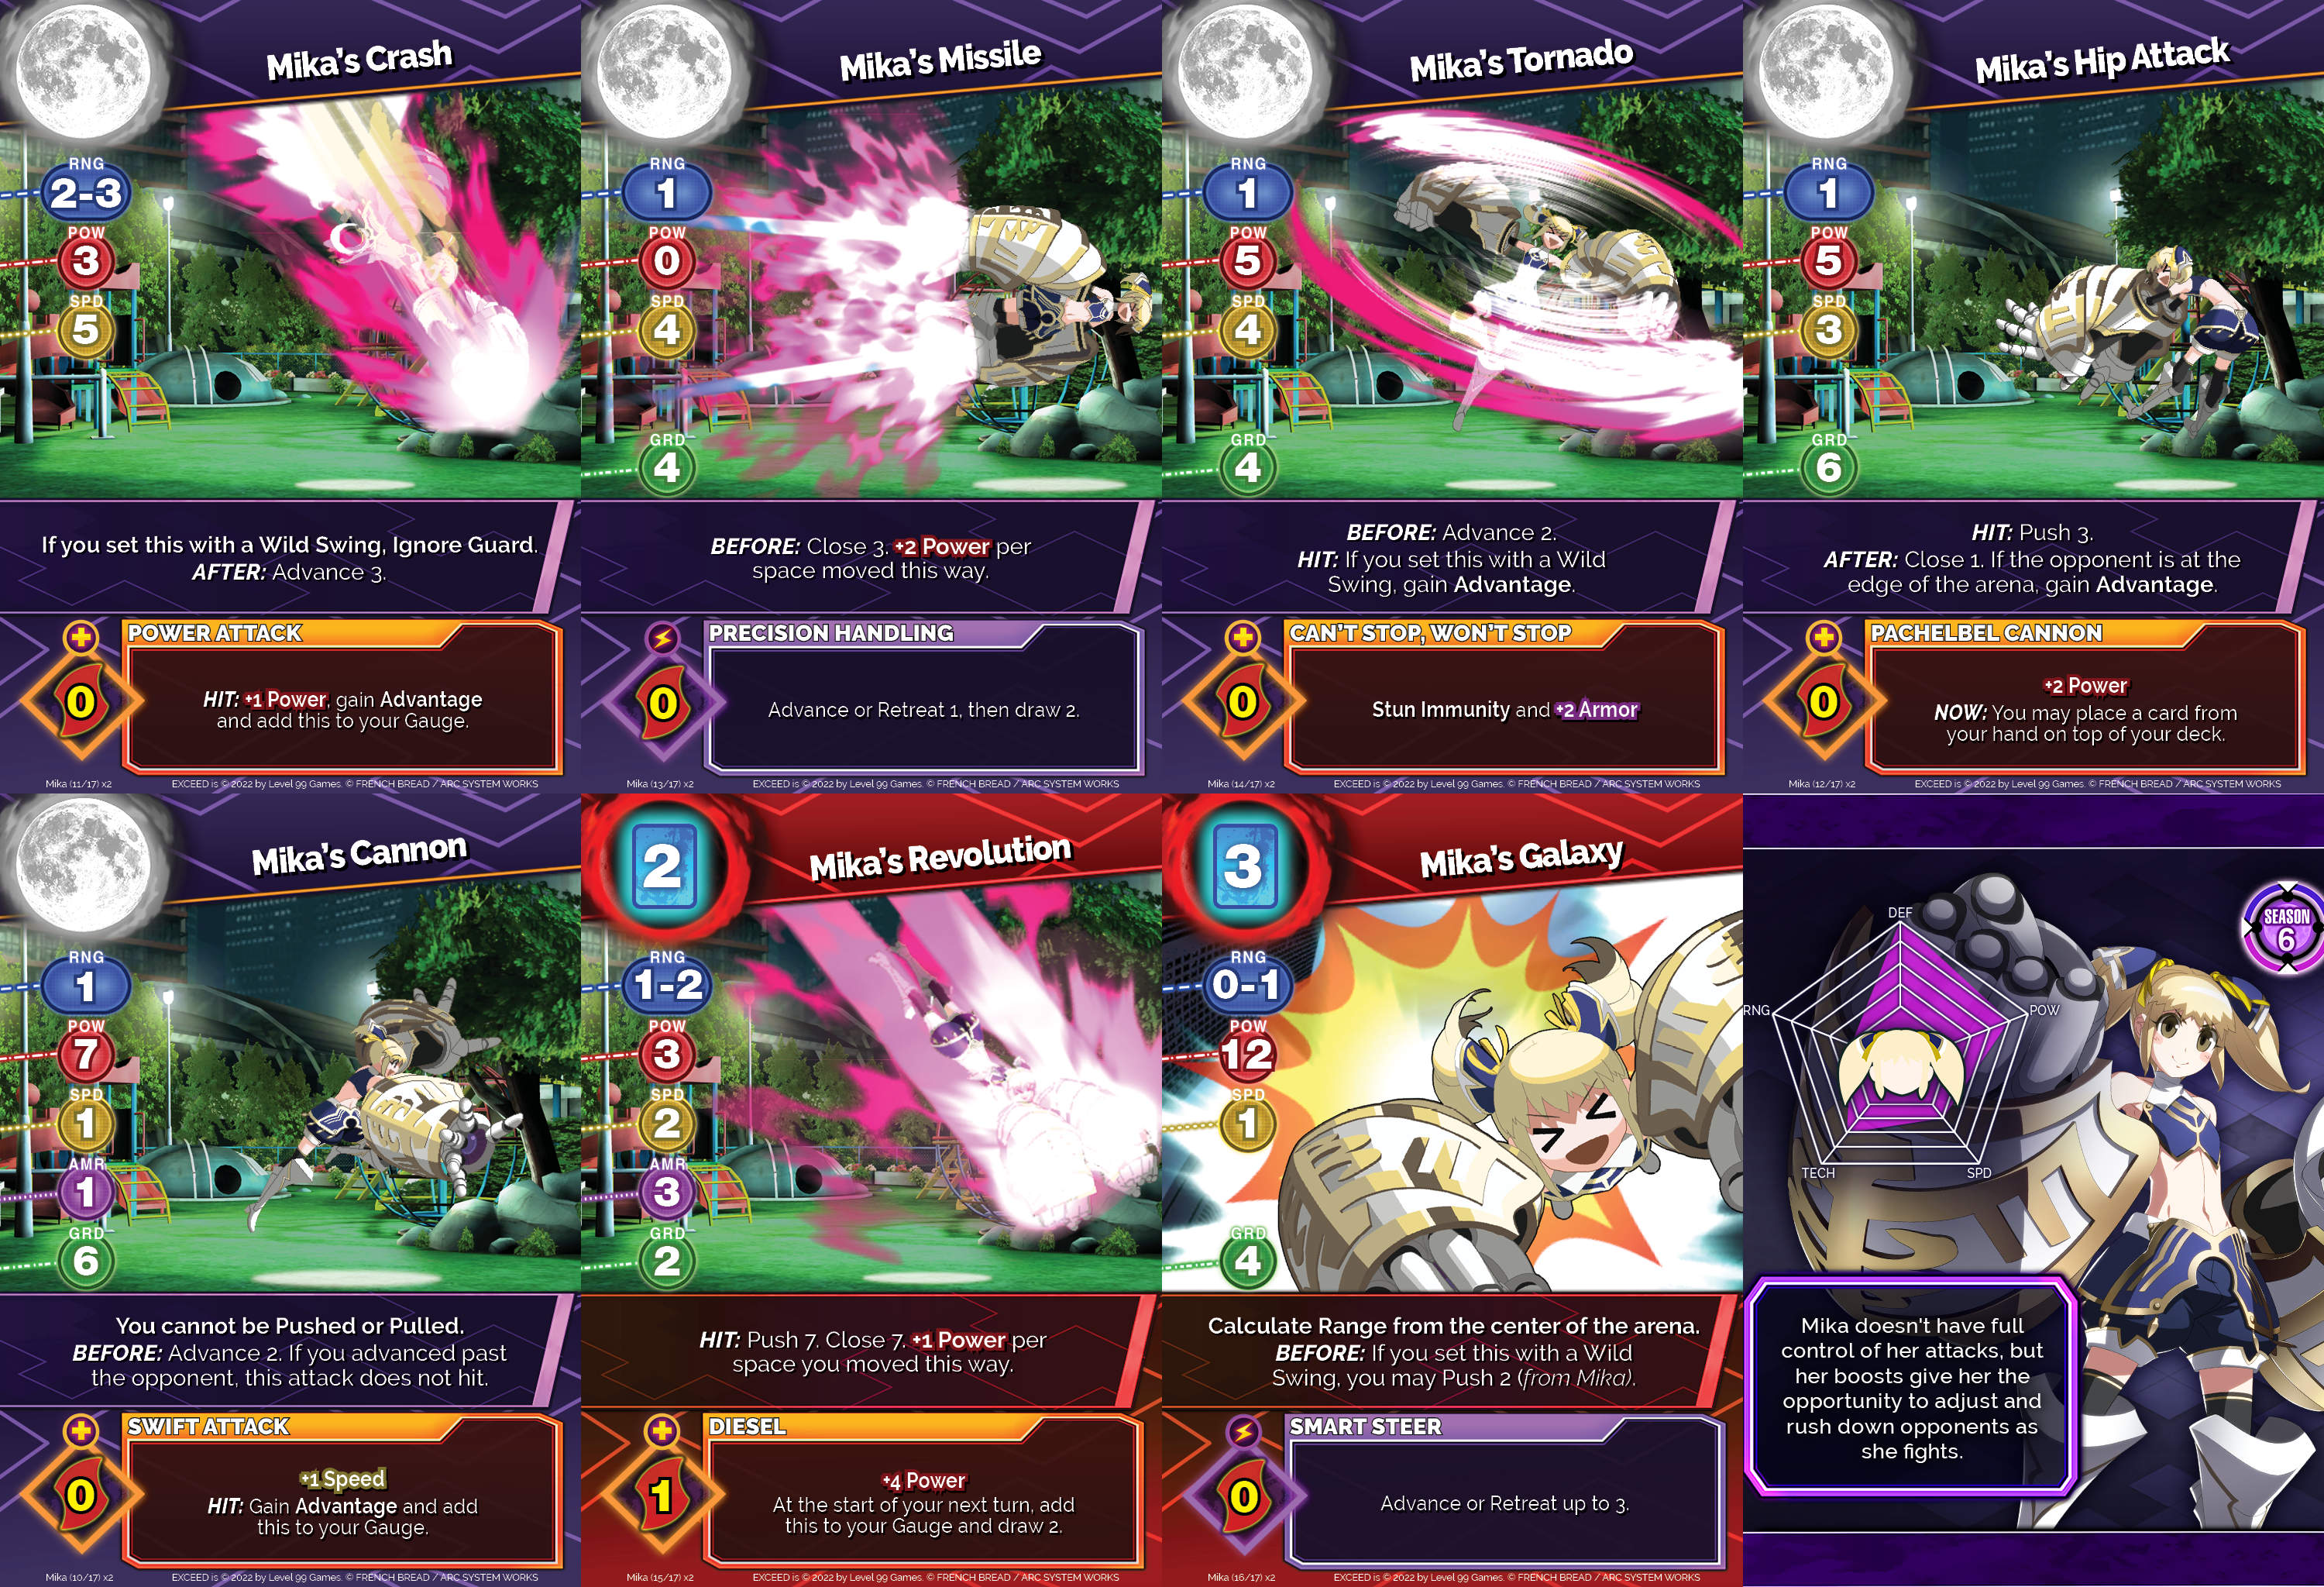 Mika's Crash
RNG
2-3
POW
3
SPD
5
If you set this with a Wild Swing, Ignore Guard.
AFTER: Advance 3.
POWER ATTACK
0
HIT: +1 Power, gain Advantage
and add this to your Gauge.
Mika (11/17) x2
EXCEED is © 2022 by Level 99 Games. © FRENCH BREAD / ARC SYSTEM WORKS
Mika's Missile
RNG
1
POW
0
SPD
4
GRD
4
BEFORE: Close 3. +2 Power per
space moved this way.
PRECISION HANDLING
0
Advance or Retreat 1, then draw 2.
Mika (13/17) x2
EXCEED is © 2022 by Level 99 Games. © FRENCH BREAD / ARC SYSTEM WORKS
Mika's Tornado
RNG
1
POW
5
SPD
4
GRD
4
BEFORE: Advance 2.
HIT: If you set this with a Wild
Swing, gain Advantage.
CAN'T STOP, WON'T STOP
0
Stun Immunity and +2 Armor
Mika (14/17) x2
EXCEED is © 2022 by Level 99 Games. © FRENCH BREAD / ARC SYSTEM WORKS
Mika's Hip Attack
RNG
1
POW
5
SPD
3
GRD
6
HIT: Push 3.
AFTER: Close 1. If the opponent is at the
edge of the arena, gain Advantage.
PACHELBEL CANNON
0
+2 Power
NOW: You may place a card from
your hand on top of your deck.
Mika (12/17) x2
EXCEED is © 2022 by Level 99 Games. © FRENCH BREAD / ARC SYSTEM WORKS
Mika's Cannon
RNG
1
POW
7
SPD
1
AMR
1
GRD
6
You cannot be Pushed or Pulled.
BEFORE: Advance 2. If you advanced past
the opponent, this attack does not hit.
SWIFT ATTACK
0
+1 Speed
HIT: Gain Advantage and add
this to your Gauge.
Mika (10/17) x2
EXCEED is © 2022 by Level 99 Games. © FRENCH BREAD / ARC SYSTEM WORKS
2
Mika's Revolution
RNG
1-2
POW
3
SPD
2
AMR
3
GRD
2
HIT: Push 7. Close 7. +1 Power per
space you moved this way.
DIESEL
1
+4 Power
At the start of your next turn, add
this to your Gauge and draw 2.
Mika (15/17) x2
EXCEED is © 2022 by Level 99 Games. © FRENCH BREAD / ARC SYSTEM WORKS
3
Mika's Galaxy
RNG
0-1
POW
12
SPD
1
GRD
4
Calculate Range from the center of the arena.
BEFORE: If you set this with a Wild
Swing, you may Push 2 (from Mika).
SMART STEER
0
Advance or Retreat up to 3.
Mika (16/17) x2
EXCEED is © 2022 by Level 99 Games. © FRENCH BREAD / ARC SYSTEM WORKS
SEASON
6
DEF
RNG
POW
TECH
SPD
Mika doesn't have full
control of her attacks, but
her boosts give her the
opportunity to adjust and
rush down opponents as
she fights.